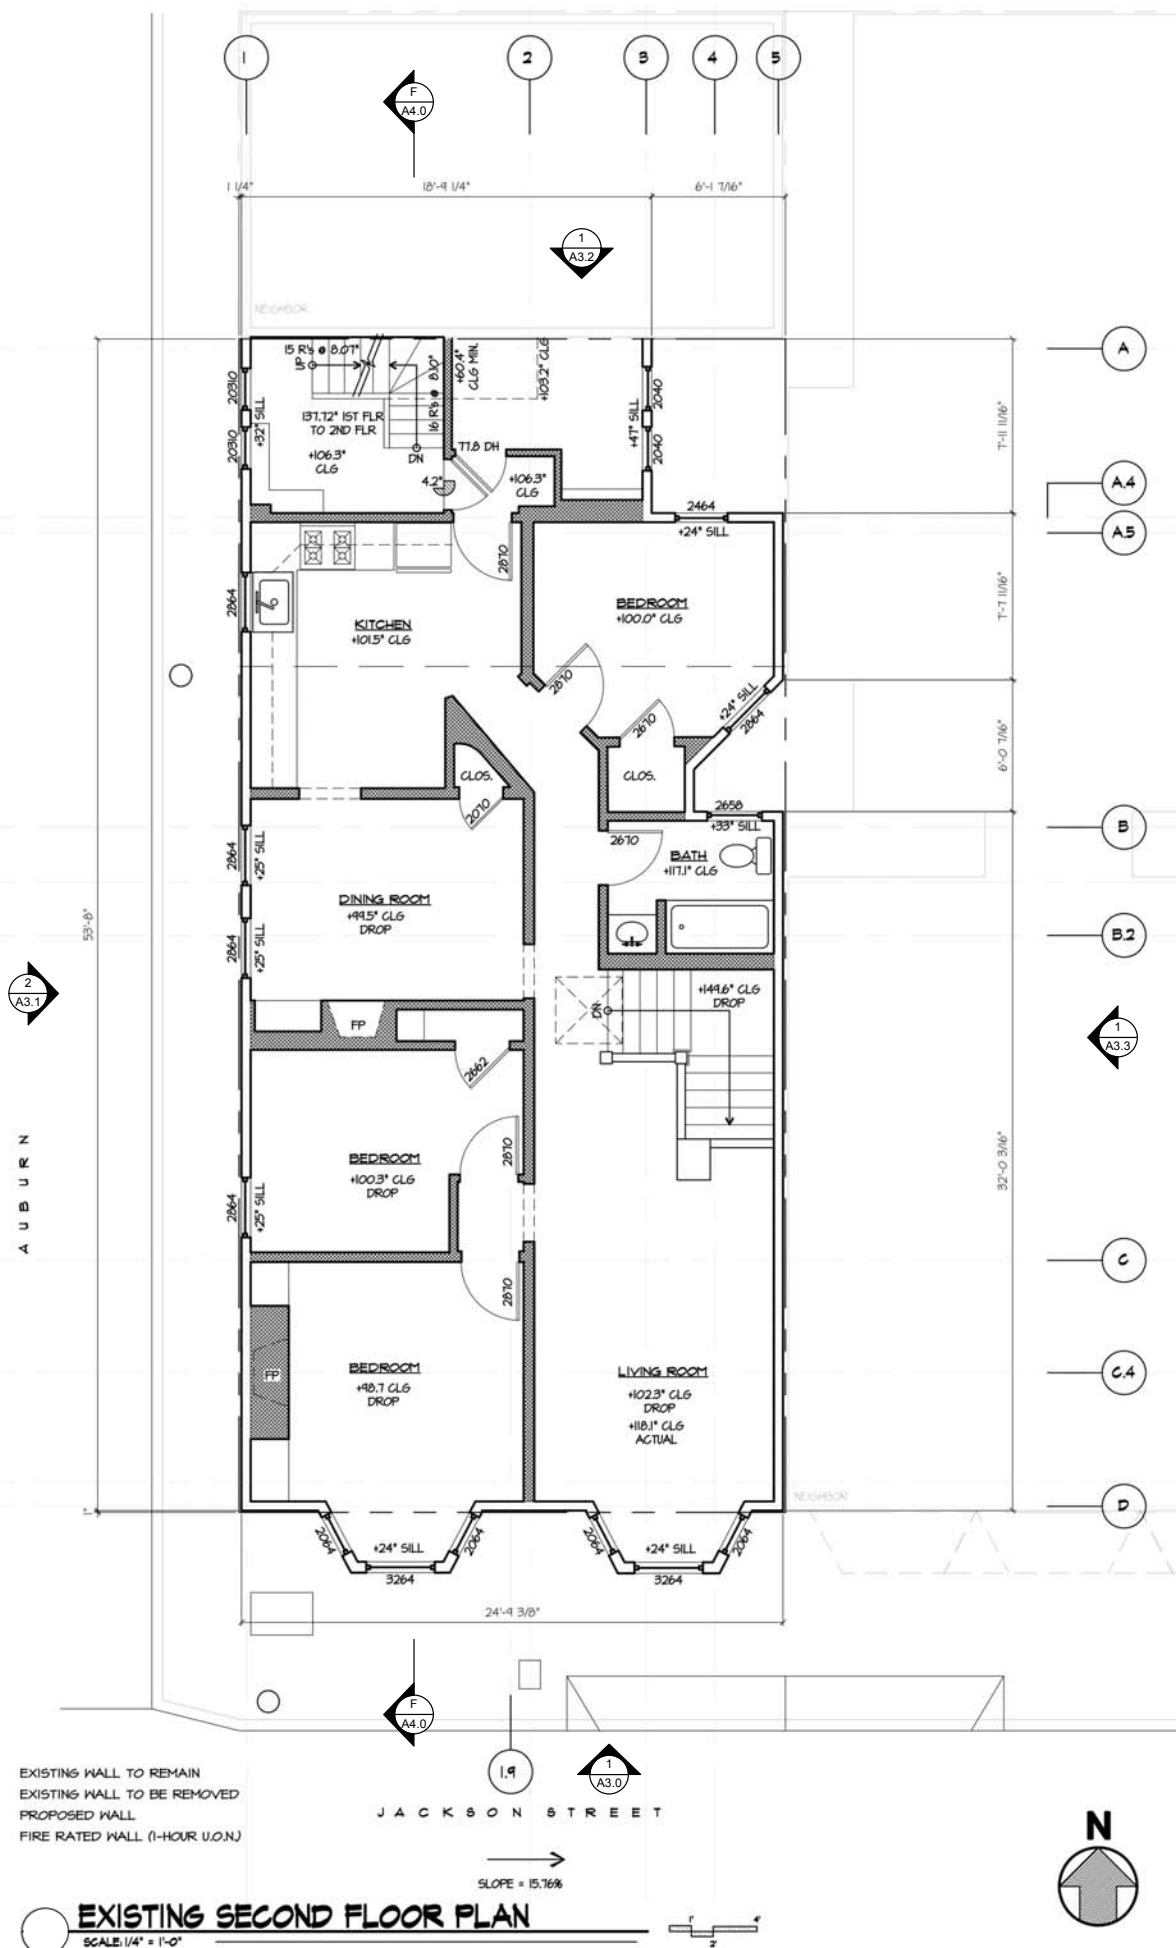 1
2
3
4
5
F
A4.0
1 1/4"
18'-9 1/4"
6'-1 7/16"
1
A3.2
NEIGHBOR
15 R's @ 8.07"
UP
137.72" 1ST FLR
TO 2ND FLR
+106.3"
CLG
DN
16 R's @ 8.10"
+60.4"
CLG MIN.
+103.2" CLG
20310
20310
+32" SILL
77.8 DH
4.2"
+106.3"
CLG
+47" SILL
2040
2040
A
7'-11 11/16"
A.4
A.5
2464
+24" SILL
2870
2864
KITCHEN
+101.5" CLG
BEDROOM
+100.0" CLG
7'-7 11/16"
2870
2670
+24" SILL
2864
CLOS.
CLOS.
2070
6'-0 7/16"
2658
+33" SILL
B
2670
BATH
+117.1" CLG
2864
+25" SILL
DINING ROOM
+99.5" CLG
DROP
2864
+25" SILL
53'-8"
B.2
2
A3.1
FP
DN
+149.6" CLG
DROP
1
A3.3
2662
AUBURN
BEDROOM
+100.3" CLG
DROP
2870
2864
+25" SILL
32'-0 3/16"
C
2870
FP
BEDROOM
+98.7 CLG
DROP
LIVING ROOM
+102.3" CLG
DROP
+118.1" CLG
ACTUAL
C.4
NEIGHBOR
D
1"
2064
+24" SILL
2064
3264
2064
+24" SILL
2064
3264
24'-9 3/8"
F
A4.0
1.9
1
A3.0
EXISTING WALL TO REMAIN
EXISTING WALL TO BE REMOVED
PROPOSED WALL
FIRE RATED WALL (1-HOUR U.O.N.)
JACKSON STREET
SLOPE = 15.76%
N
EXISTING SECOND FLOOR PLAN
SCALE: 1/4" = 1'-0"
1'
2'
4'